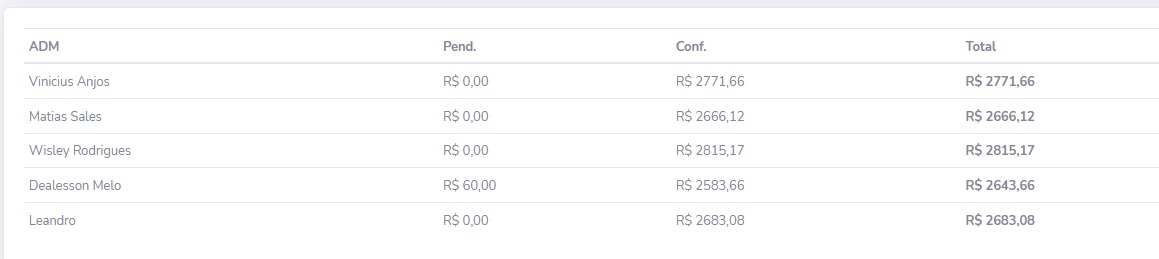 ADM Pend. Conf. Total
Vinicius Anjos R$ 0,00 R$ 2771,66 R$ 2771,66
Matias Sales R$ 0,00 R$ 2666,12 R$ 2666,12
Wisley Rodrigues R$ 0,00 R$ 2815,17 R$ 2815,17
Dealesson Melo R$ 60,00 R$ 2583,66 R$ 2643,66
Leandro R$ 0,00 R$ 2683,08 R$ 2683,08